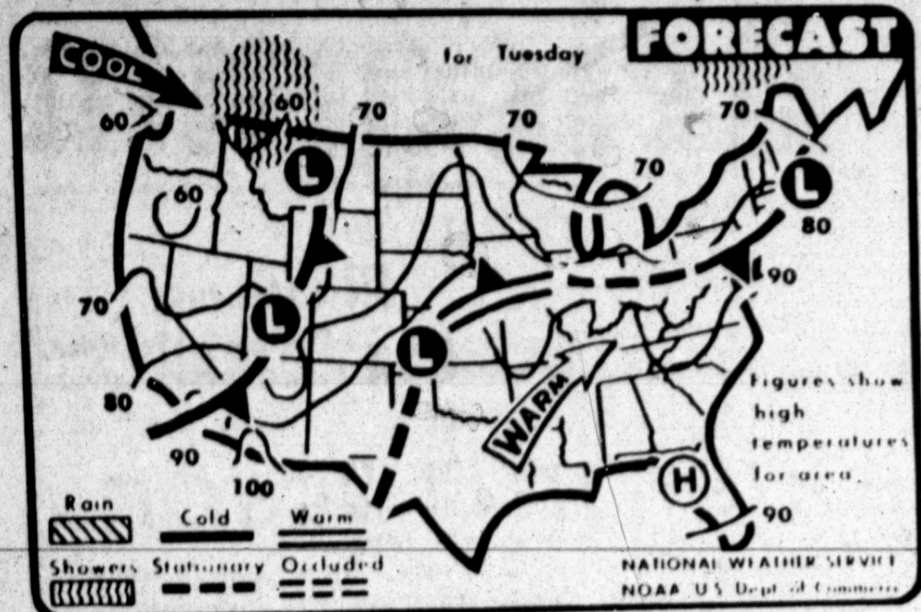 FORECAST
for Tuesday
COOL
60
60
70
70
70
70
60
L
L
80
90
70
L
L
80
WARM
Figures show
high
temperatures
for area
90
100
H
90
Rain
Cold
Warm
Showers
Stationary
Occluded
NATIONAL WEATHER SERVICE
NOAA U S Dept of Commerce